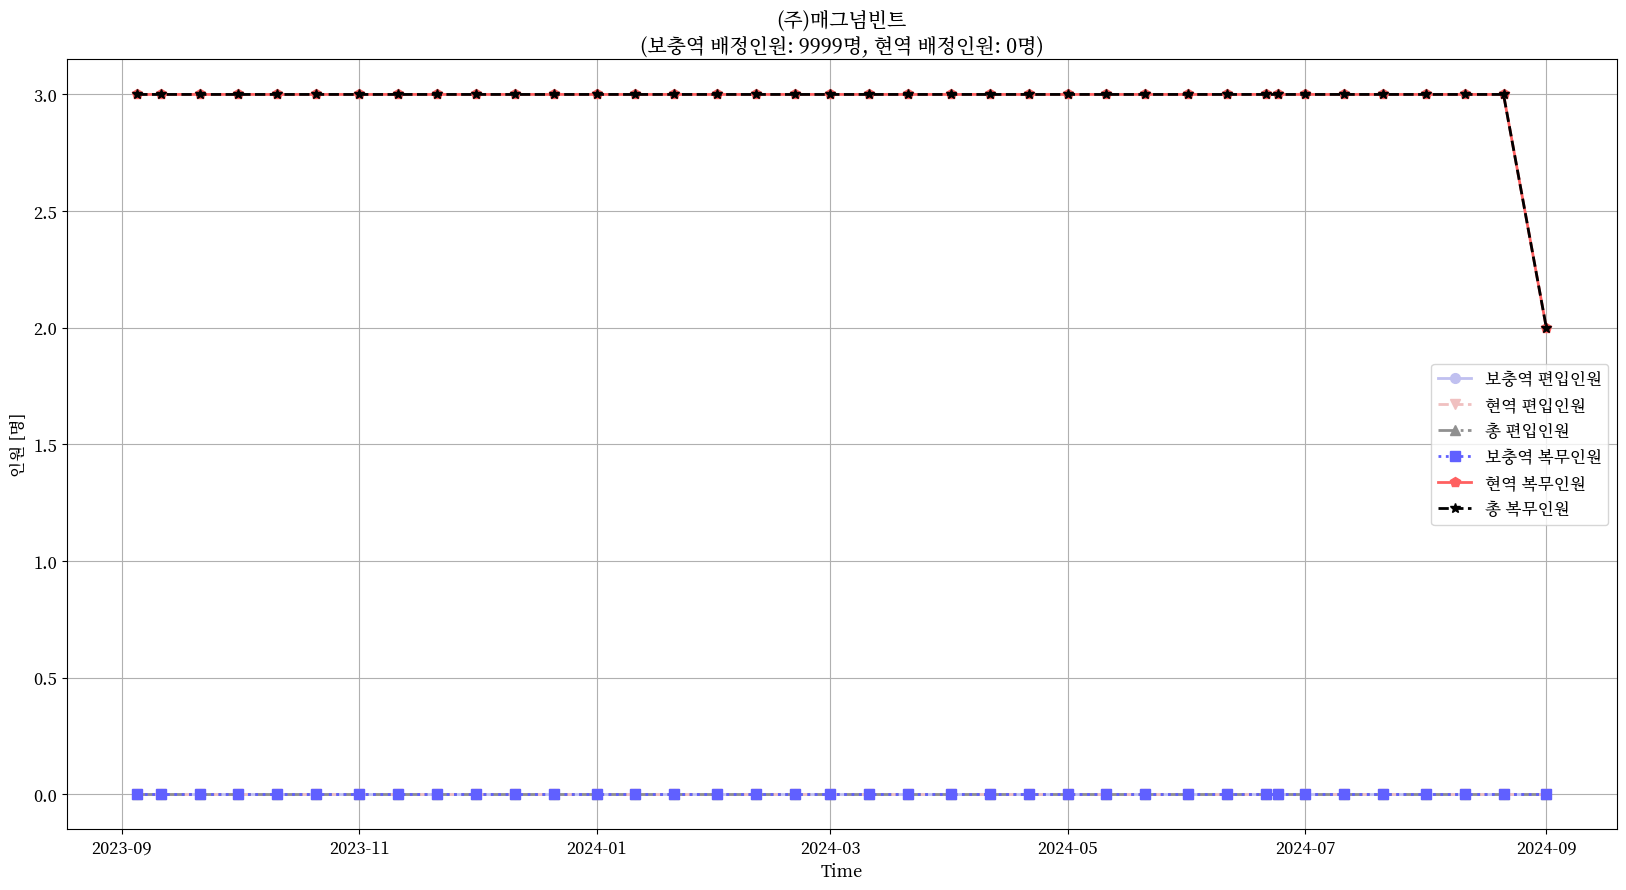 (주)매그넘빈트
(보충역 배정인원: 9999명, 현역 배정인원: 0명)
3.0
2.5
2.0
1.5
1.0
0.5
0.0
인원 [명]
보충역 편입인원
현역 편입인원
총 편입인원
보충역 복무인원
현역 복무인원
총 복무인원
2023-09
2023-11
2024-01
2024-03
2024-05
2024-07
2024-09
Time